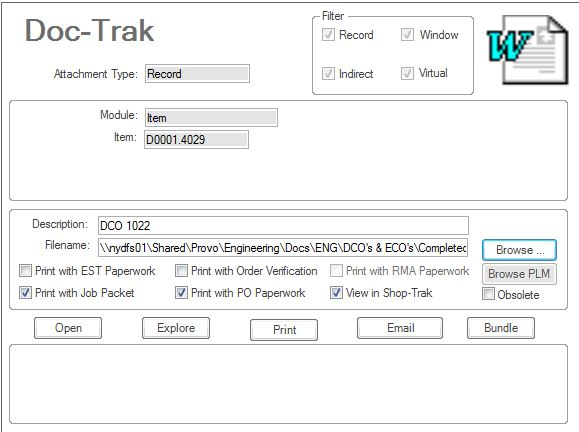 Doc-Trak
Filter
Record Window
Indirect Virtual
W
Attachment Type: Record
Module: Item
Item: D0001.4029
Description: DCO 1022
Filename: \\nydfs01\Shared\Provo\Engineering\Docs\ENG\DCO's & ECO's\Completed
Browse ...
Print with EST Paperwork Print with Order Verification Print with RMA Paperwork Browse PLM
Print with Job Packet Print with PO Paperwork View in Shop-Trak Obsolete
Open Explore Print Email Bundle